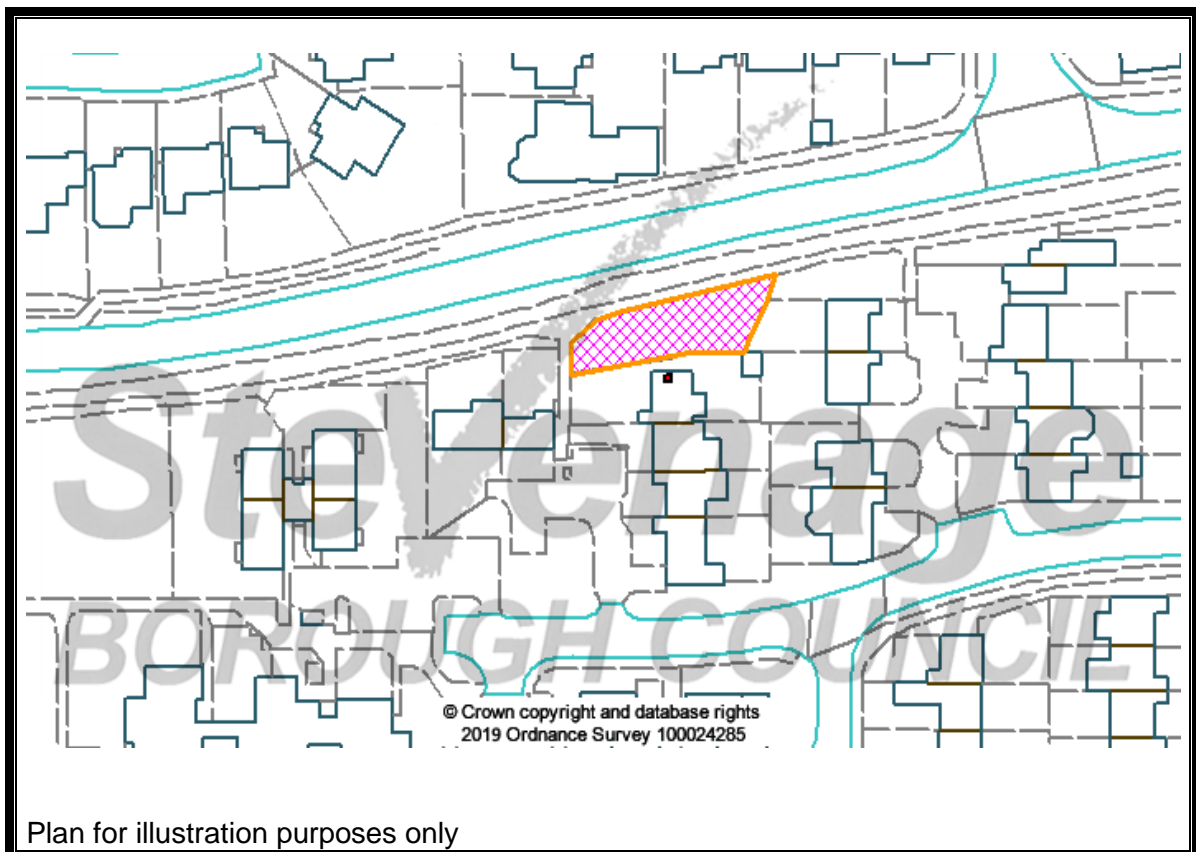 Stevenage
BOROUGH COUNCIL
© Crown copyright and database rights
2019 Ordnance Survey 100024285
Plan for illustration purposes only